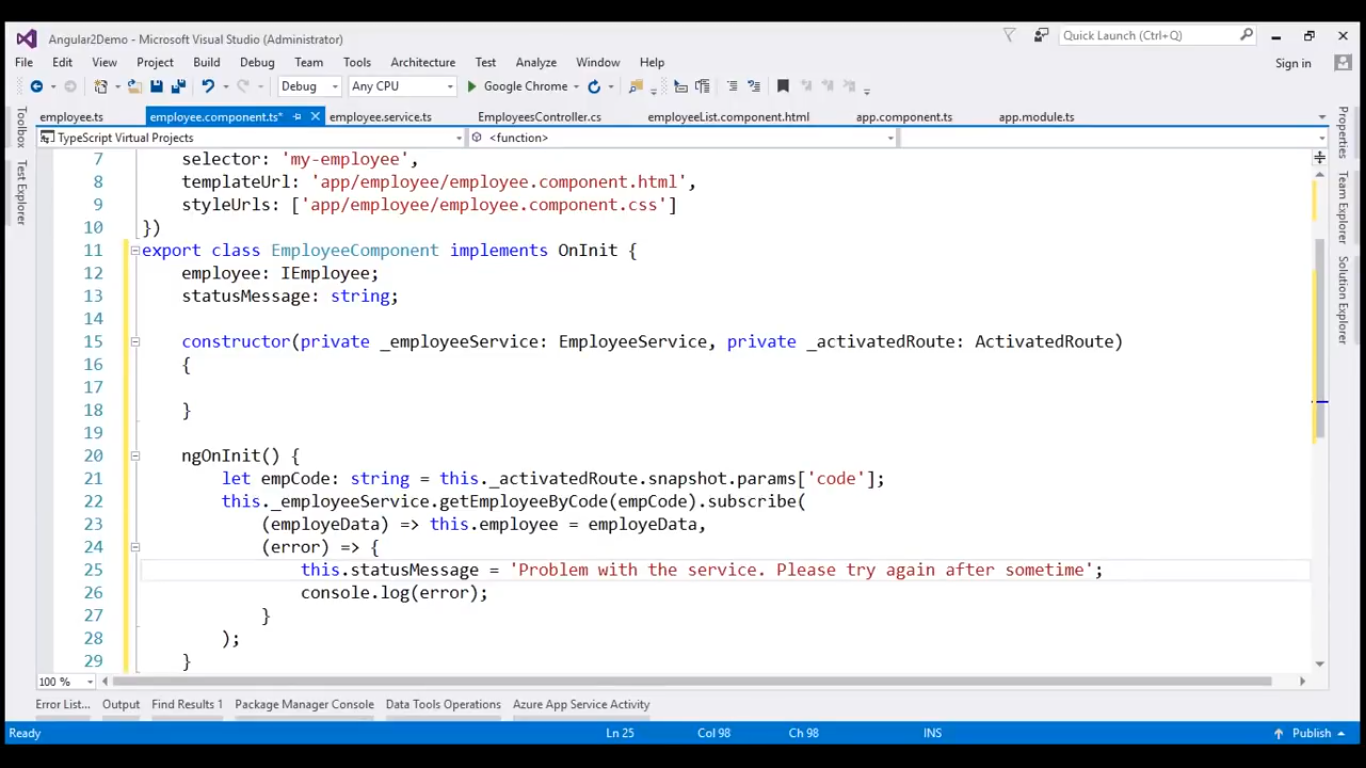 Angular2Demo - Microsoft Visual Studio (Administrator)
Quick Launch (Ctrl+Q)
File Edit View Project Build Debug Team Tools Architecture Test Analyze Window Help
Sign in
Debug Any CPU Google Chrome
employee.ts employee.component.ts* employee.service.ts EmployeesController.cs employeeList.component.html app.component.ts app.module.ts
TypeScript Virtual Projects <function>
Toolbox
Test Explorer
7 selector: 'my-employee',
8 templateUrl: 'app/employee/employee.component.html',
9 styleUrls: ['app/employee/employee.component.css']
10 })
11 export class EmployeeComponent implements OnInit {
12 employee: IEmployee;
13 statusMessage: string;
14
15 constructor(private _employeeService: EmployeeService, private _activatedRoute: ActivatedRoute)
16 {
17
18 }
19
20 ngOnInit() {
21 let empCode: string = this._activatedRoute.snapshot.params['code'];
22 this._employeeService.getEmployeeByCode(empCode).subscribe(
23 (employeData) => this.employee = employeData,
24 (error) => {
25 this.statusMessage = 'Problem with the service. Please try again after sometime';
26 console.log(error);
27 }
28 );
29 }
Properties
Team Explorer
Solution Explorer
100 %
Error List... Output Find Results 1 Package Manager Console Data Tools Operations Azure App Service Activity
Ready Ln 25 Col 98 Ch 98 INS Publish